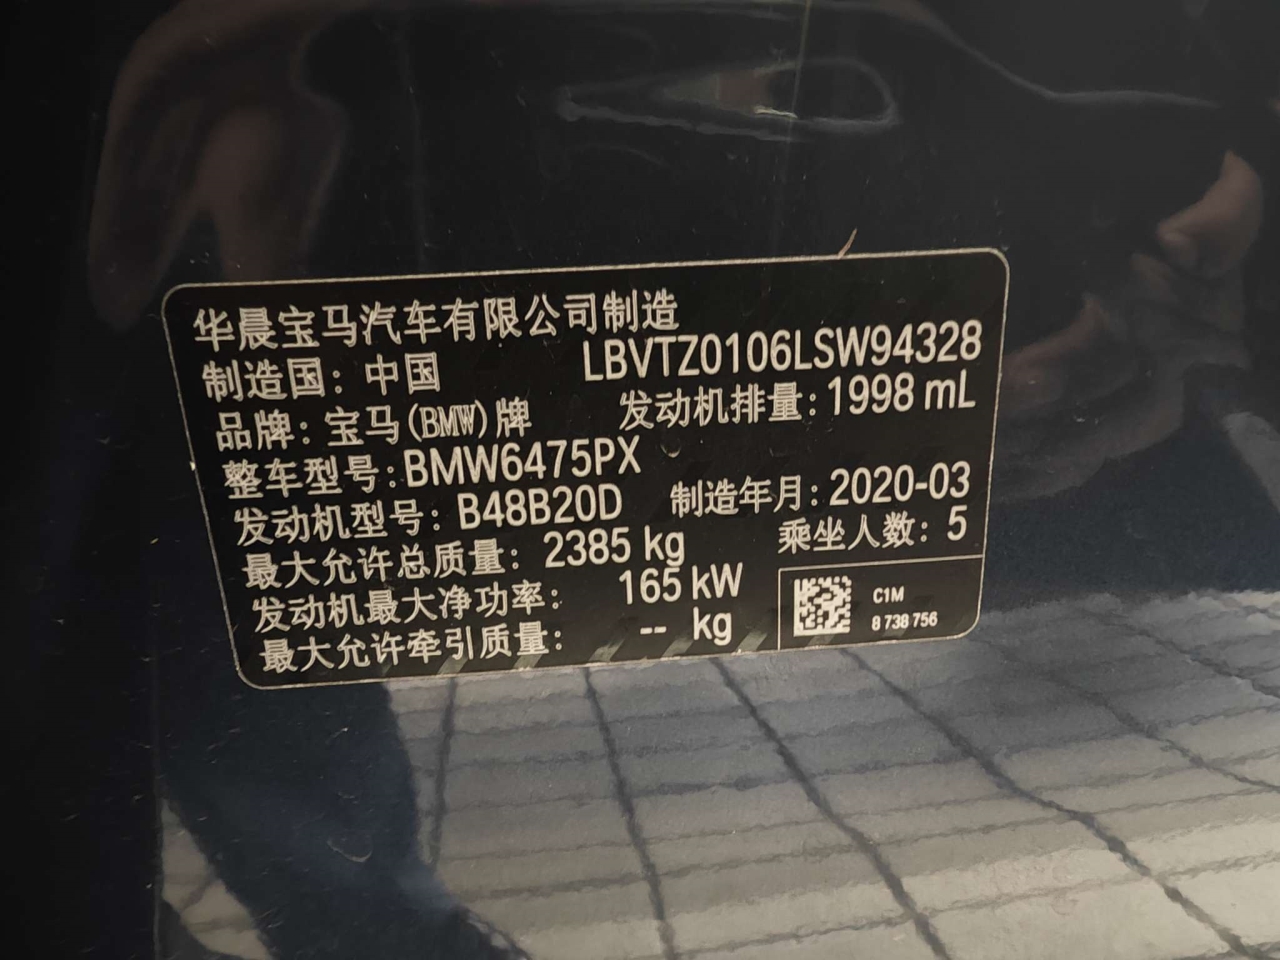 华晨宝马汽车有限公司制造
制造国：中国 LBVTZ0106LSW94328
品牌：宝马(BMW)牌 发动机排量：1998 mL
整车型号：BMW6475PX
发动机型号：B48B20D 制造年月：2020-03
最大允许总质量：2385 kg 乘坐人数：5
发动机最大净功率：165 kW
最大允许牵引质量：-- kg
C1M
8 738 756